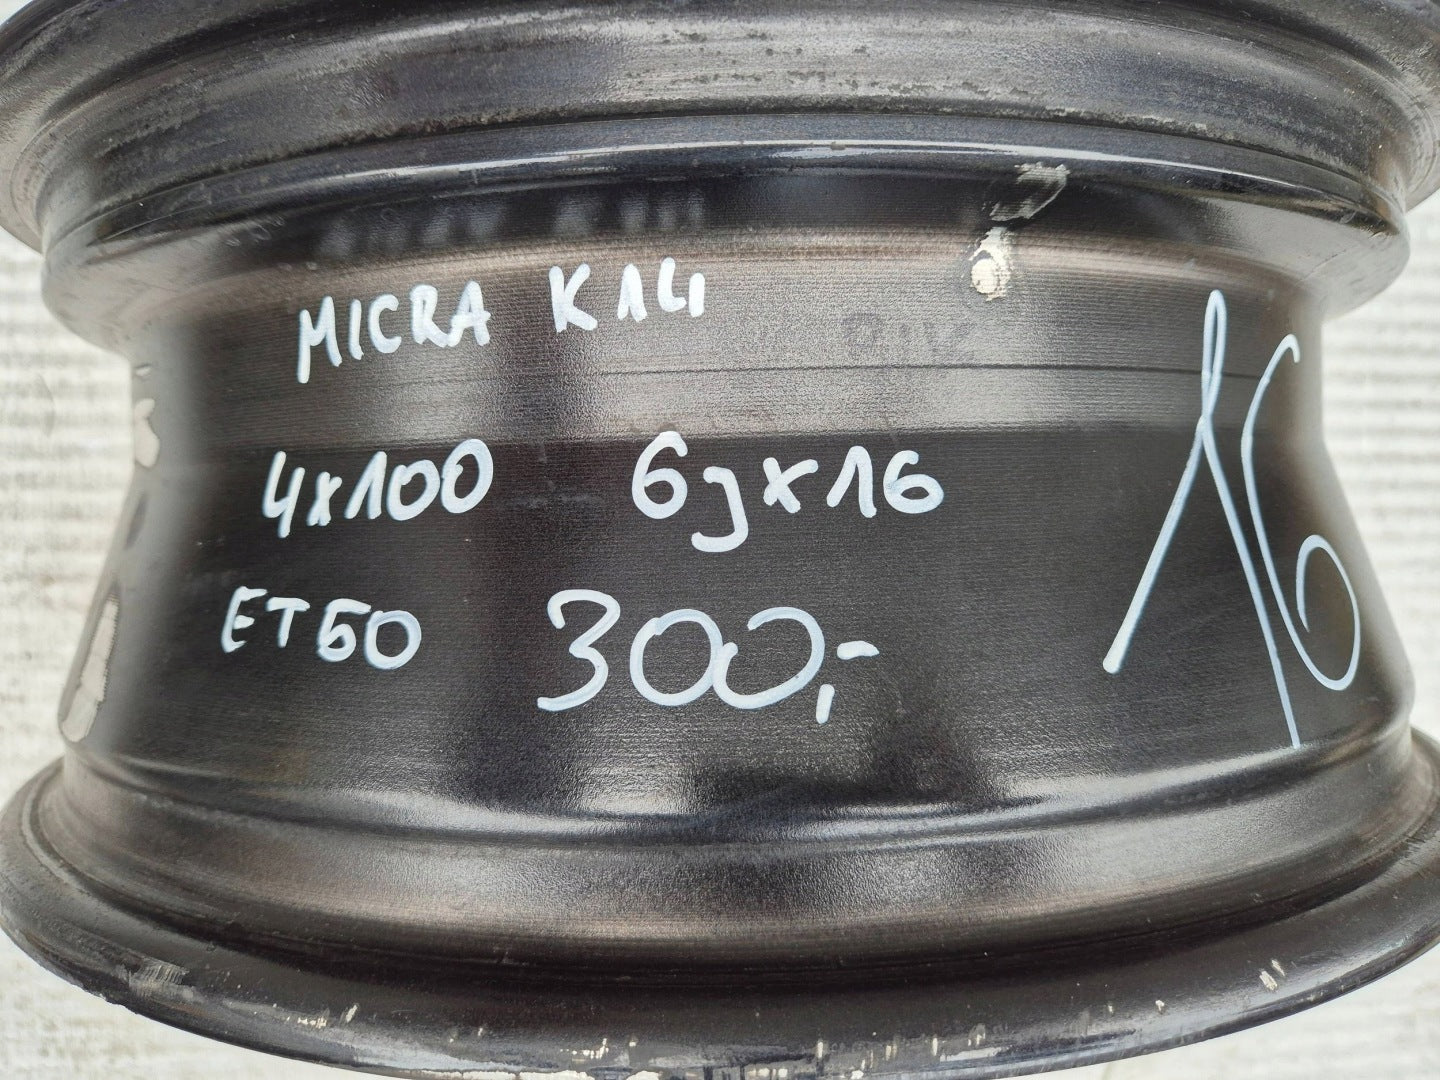 MICRA K14
4x100 6jx16
ET50 300,-
16